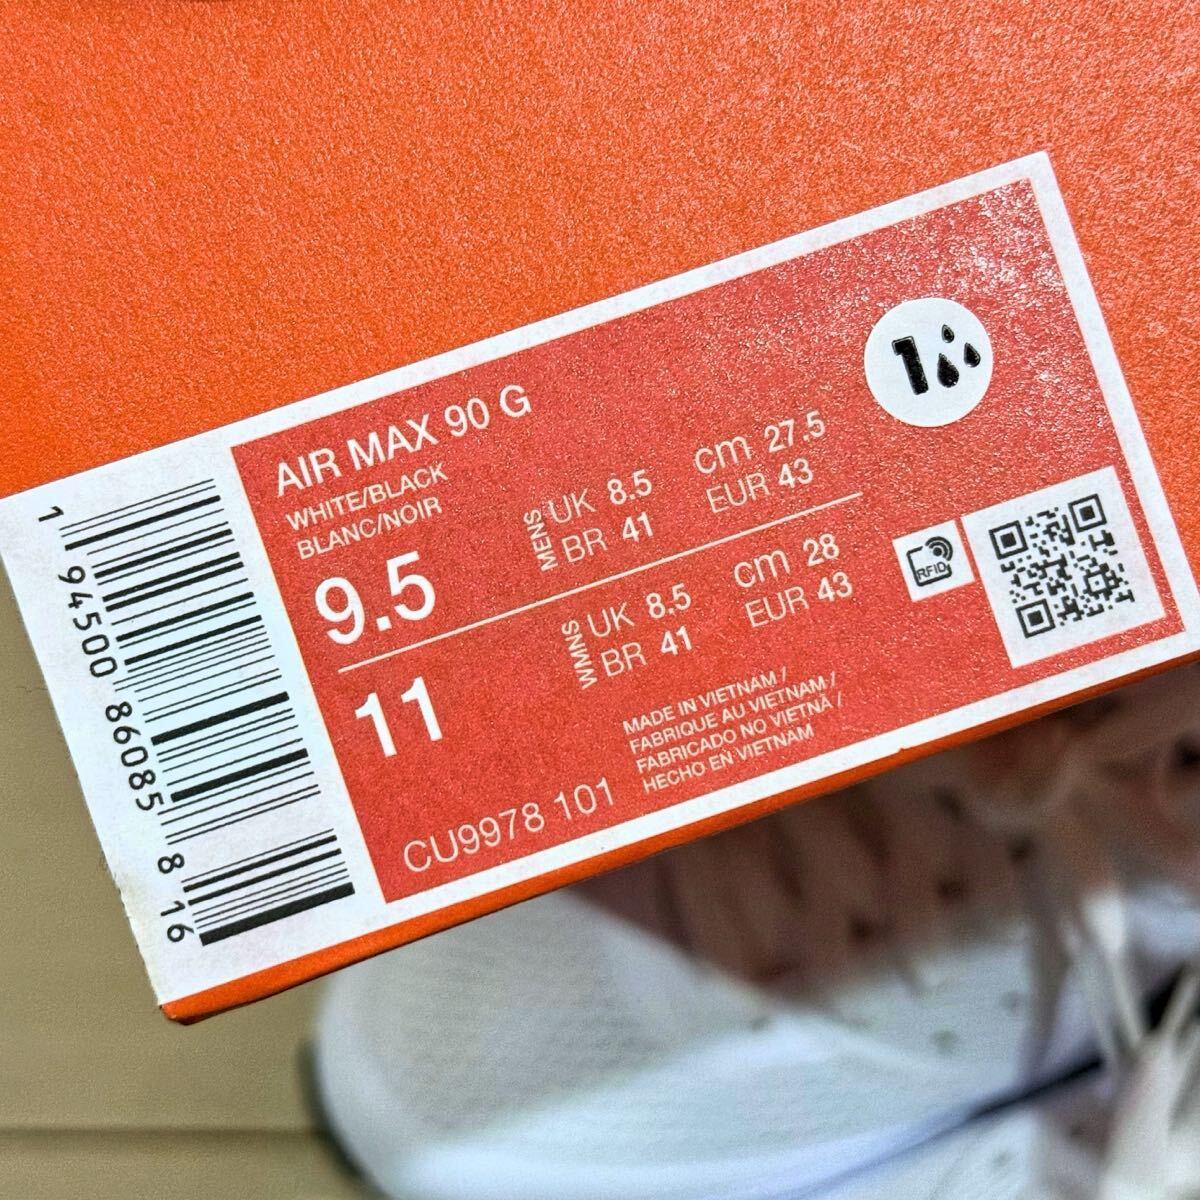 AIR MAX 90 G
WHITE/BLACK
BLANC/NOIR
9.5
MENS
UK 8.5
BR 41
cm 27.5
EUR 43
11
WMNS
UK 8.5
BR 41
cm 28
EUR 43
MADE IN VIETNAM /
FABRIQUE AU VIETNAM /
FABRICADO NO VIETNÃ /
HECHO EN VIETNAM
CU9978 101
1
RFID
1 94500 86085 8 16